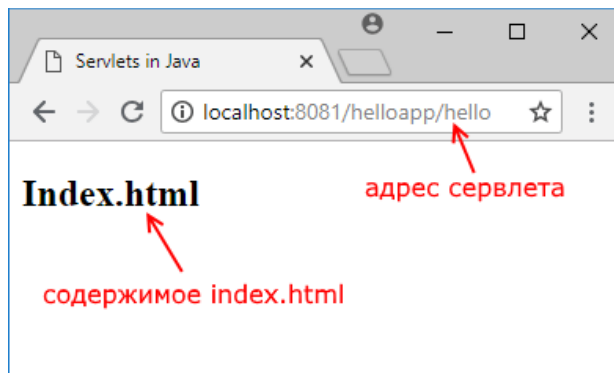 Servlets in Java
localhost:8081/helloapp/hello
Index.html
адрес сервлета
содержимое index.html